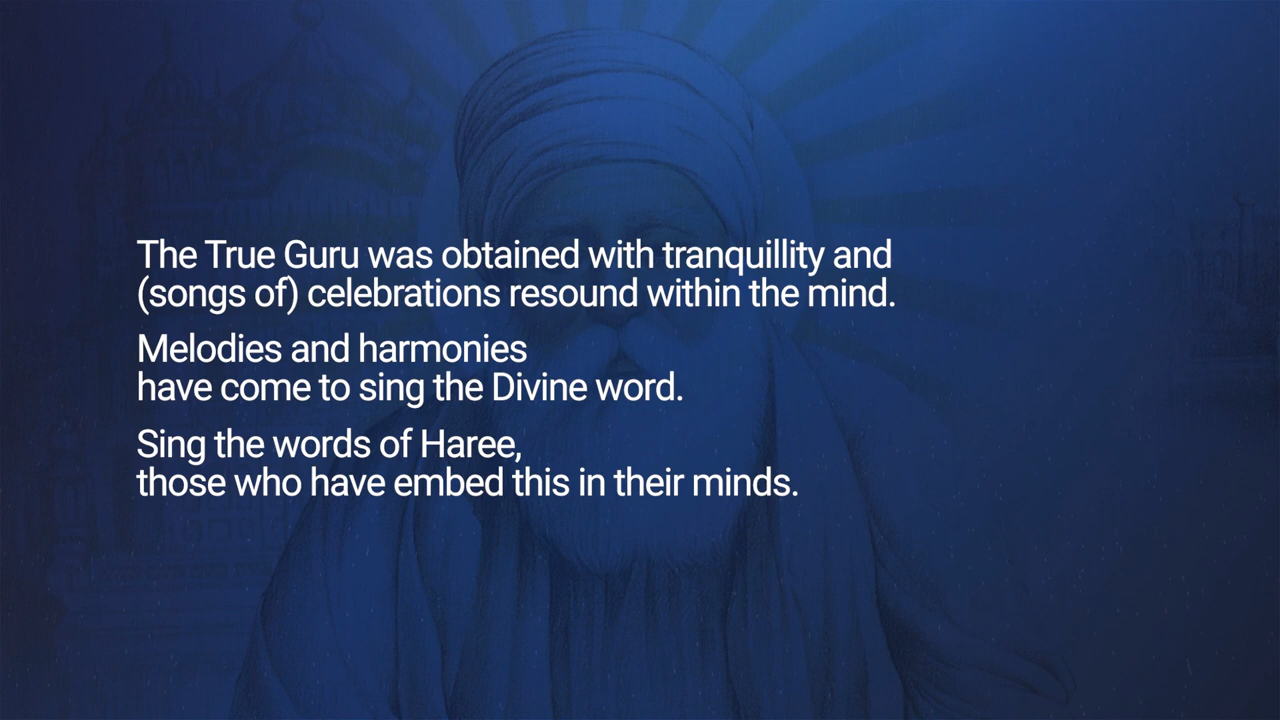 The True Guru was obtained with tranquillity and
(songs of) celebrations resound within the mind.
Melodies and harmonies
have come to sing the Divine word.
Sing the words of Haree,
those who have embed this in their minds.